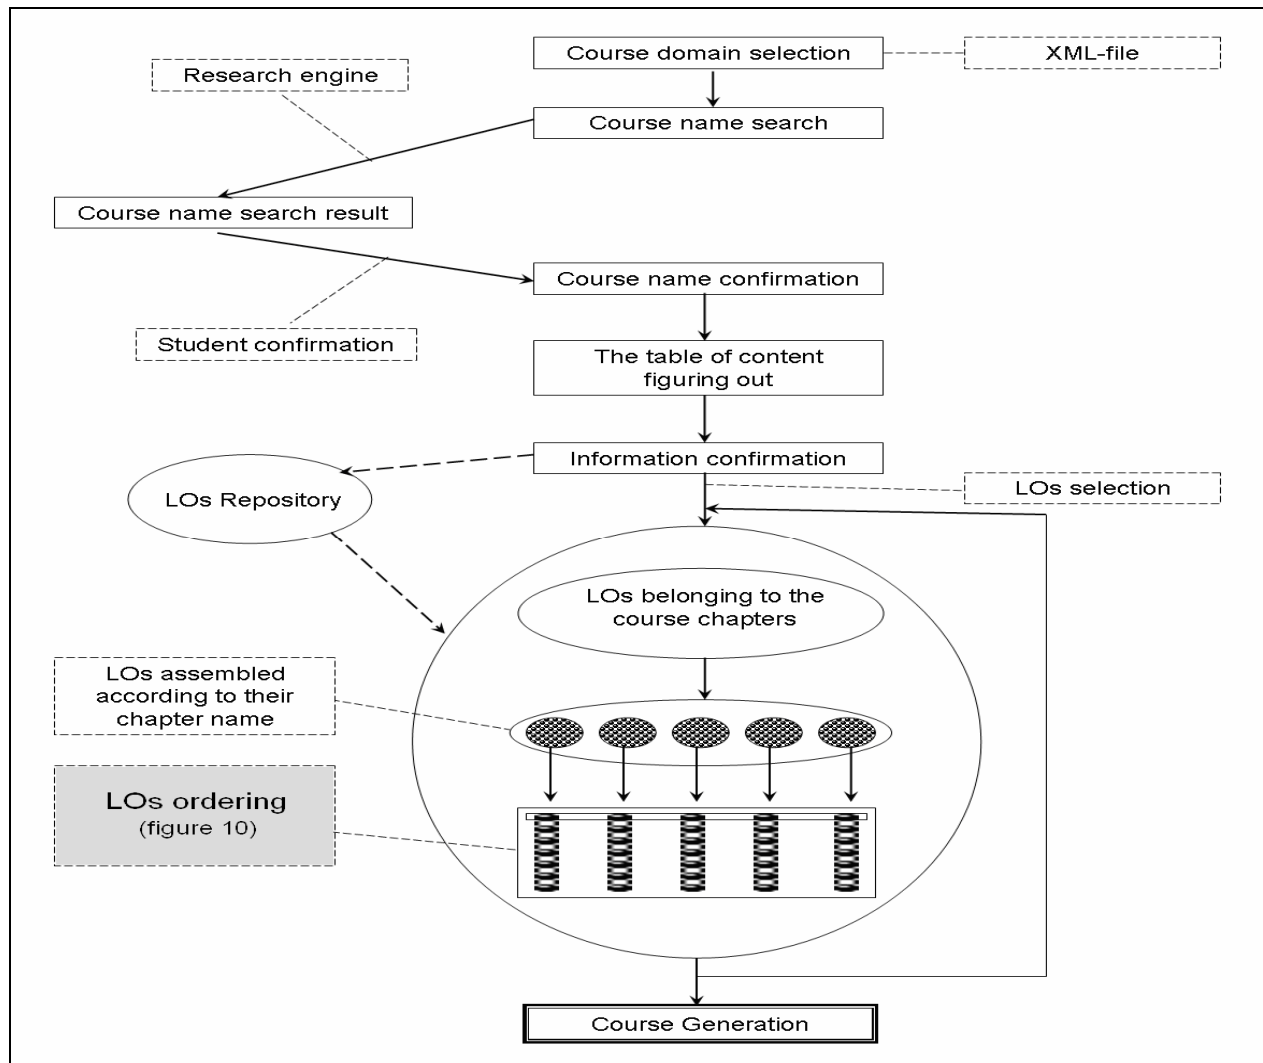 Course domain selection
XML-file
Research engine
Course name search
Course name search result
Course name confirmation
Student confirmation
The table of content
figuring out
Information confirmation
LOs Repository
LOs selection
LOs belonging to the
course chapters
LOs assembled
according to their
chapter name
LOs ordering
(figure 10)
Course Generation